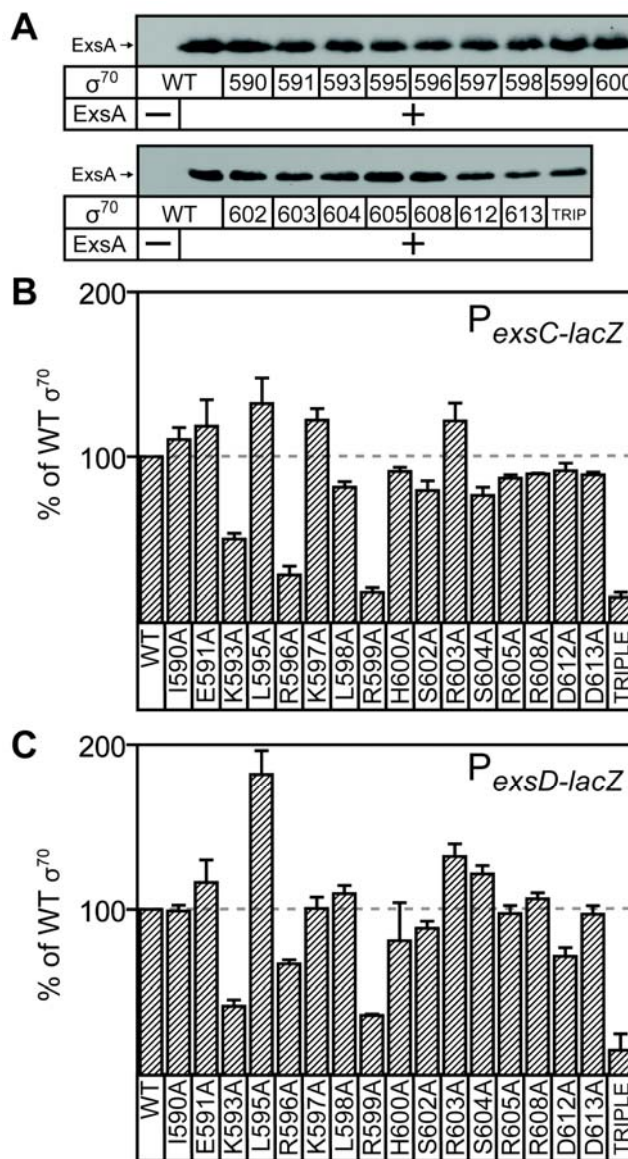 A
ExsA →
σ70 WT 590 591 593 595 596 597 598 599 600
ExsA − +
ExsA →
σ70 WT 602 603 604 605 608 612 613 TRIP
ExsA − +
B
200
P exsC-lacZ
100
% of WT σ70
WT I590A E591A K593A L595A R596A K597A L598A R599A H600A S602A R603A S604A R605A R608A D612A D613A TRIPLE
C
200
P exsD-lacZ
100
% of WT σ70
WT I590A E591A K593A L595A R596A K597A L598A R599A H600A S602A R603A S604A R605A R608A D612A D613A TRIPLE